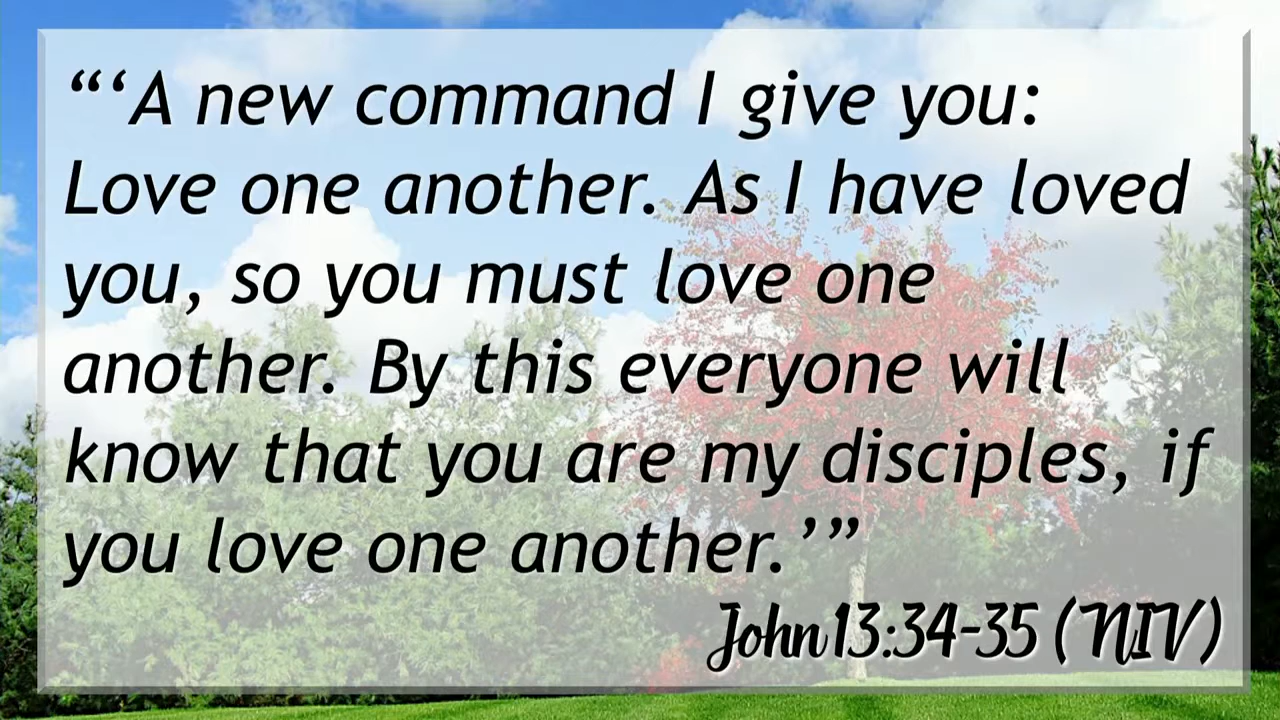 “‘A new command I give you:
Love one another. As I have loved
you, so you must love one
another. By this everyone will
know that you are my disciples, if
you love one another.’”
John 13:34-35 (NIV)